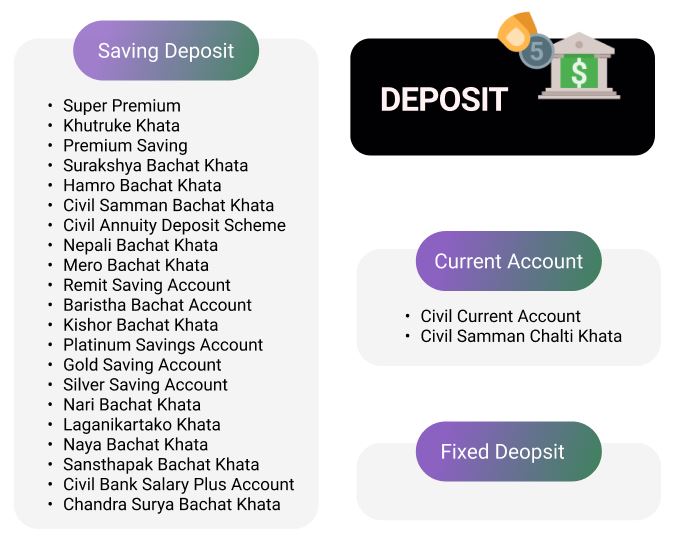 Saving Deposit
Super Premium
Khutruke Khata
Premium Saving
Surakshya Bachat Khata
Hamro Bachat Khata
Civil Samman Bachat Khata
Civil Annuity Deposit Scheme
Nepali Bachat Khata
Mero Bachat Khata
Remit Saving Account
Baristha Bachat Account
Kishor Bachat Khata
Platinum Savings Account
Gold Saving Account
Silver Saving Account
Nari Bachat Khata
Laganikartako Khata
Naya Bachat Khata
Sansthapak Bachat Khata
Civil Bank Salary Plus Account
Chandra Surya Bachat Khata
5
$
DEPOSIT
Current Account
Civil Current Account
Civil Samman Chalti Khata
Fixed Deopsit